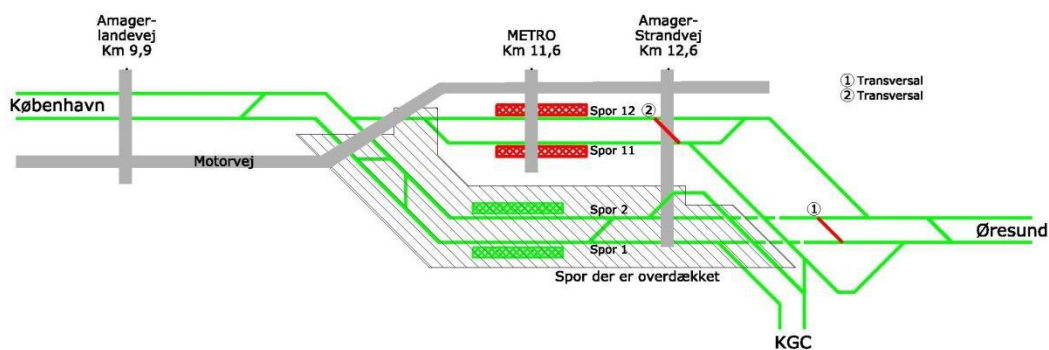 Amager-
landevej
Km 9,9
METRO
Km 11,6
Amager-
Strandvej
Km 12,6
① Transversal
② Transversal
København
Spor 12
②
Spor 11
Motorvej
Spor 2
①
Øresund
Spor 1
Spor der er overdækket
KGC